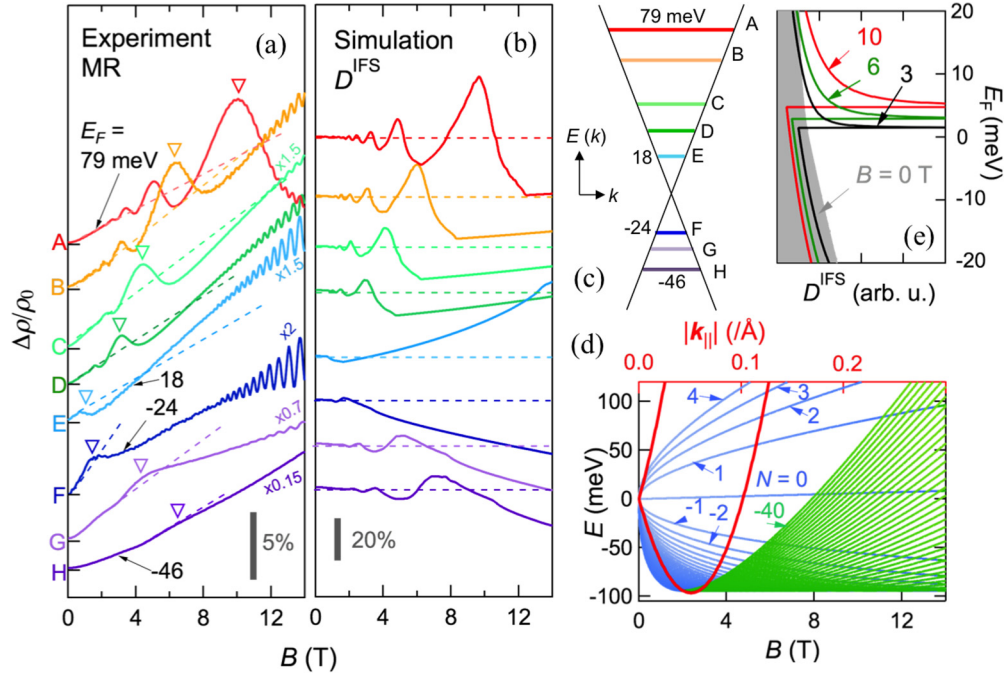 Experiment
MR
(a)
E_F =
79 meV
A
B
C
D
E
F
G
H
x1.5
x1.5
18
x2
-24
x0.7
x0.15
-46
5%
Δρ/ρ₀
0
4
8
12
Simulation
D^IFS
(b)
20%
0
4
8
12
B (T)
(c)
79 meV
A
B
C
D
18
E
-24
F
G
-46
H
E (k)
k
(e)
10
6
3
B = 0 T
20
10
0
-10
-20
E_F (meV)
D^IFS (arb. u.)
(d)
|k_||| (/Å)
0.0
0.1
0.2
4
3
2
1
N = 0
-1
-2
-40
100
0
-50
-100
E (meV)
0
4
8
12
B (T)